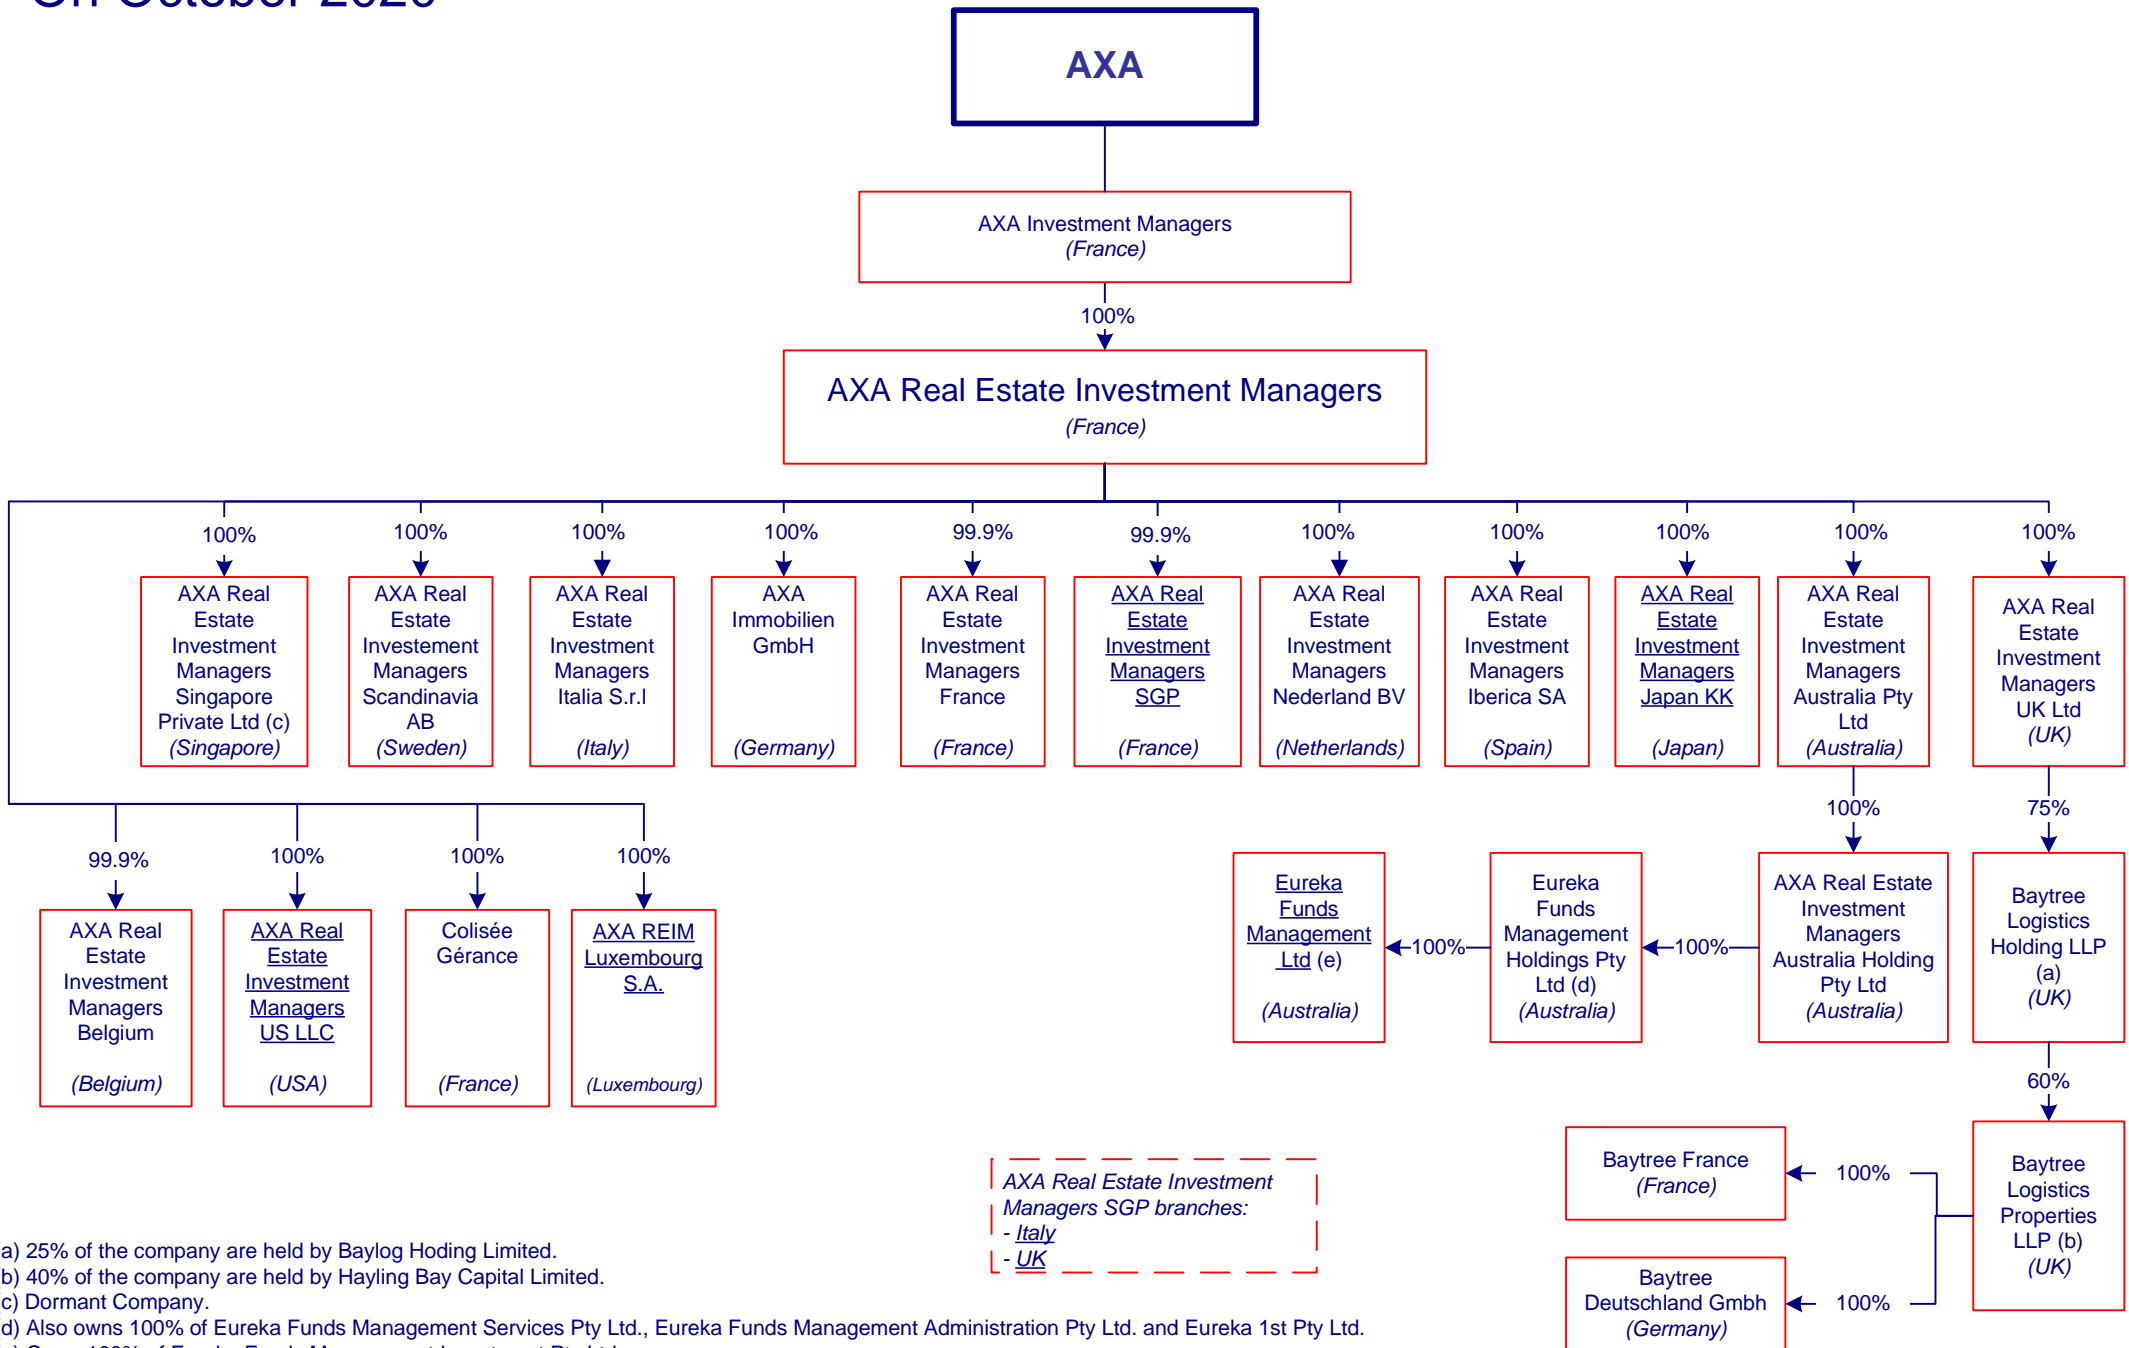 On October 2020
AXA
AXA Investment Managers
(France)
100%
AXA Real Estate Investment Managers
(France)
100%
100%
100%
100%
99.9%
99.9%
100%
100%
100%
100%
100%
AXA Real
Estate
Investment
Managers
Singapore
Private Ltd (c)
(Singapore)
AXA Real
Estate
Investement
Managers
Scandinavia
AB
(Sweden)
AXA Real
Estate
Investment
Managers
Italia S.r.l
(Italy)
AXA
Immobilien
GmbH
(Germany)
AXA Real
Estate
Investment
Managers
France
(France)
AXA Real
Estate
Investment
Managers
SGP
(France)
AXA Real
Estate
Investment
Managers
Nederland BV
(Netherlands)
AXA Real
Estate
Investment
Managers
Iberica SA
(Spain)
AXA Real
Estate
Investment
Managers
Japan KK
(Japan)
AXA Real
Estate
Investment
Managers
Australia Pty
Ltd
(Australia)
AXA Real
Estate
Investment
Managers
UK Ltd
(UK)
99.9%
100%
100%
100%
100%
75%
AXA Real
Estate
Investment
Managers
Belgium
(Belgium)
AXA Real
Estate
Investment
Managers
US LLC
(USA)
Colisée
Gérance
(France)
AXA REIM
Luxembourg
S.A.
(Luxembourg)
Eureka
Funds
Management
Ltd (e)
(Australia)
100%
Eureka
Funds
Management
Holdings Pty
Ltd (d)
(Australia)
100%
AXA Real Estate
Investment
Managers
Australia Holding
Pty Ltd
(Australia)
Baytree
Logistics
Holding LLP
(a)
(UK)
60%
AXA Real Estate Investment
Managers SGP branches:
- Italy
- UK
Baytree France
(France)
100%
Baytree
Logistics
Properties
LLP (b)
(UK)
Baytree
Deutschland Gmbh
(Germany)
100%
a) 25% of the company are held by Baylog Hoding Limited.
b) 40% of the company are held by Hayling Bay Capital Limited.
c) Dormant Company.
d) Also owns 100% of Eureka Funds Management Services Pty Ltd., Eureka Funds Management Administration Pty Ltd. and Eureka 1st Pty Ltd.